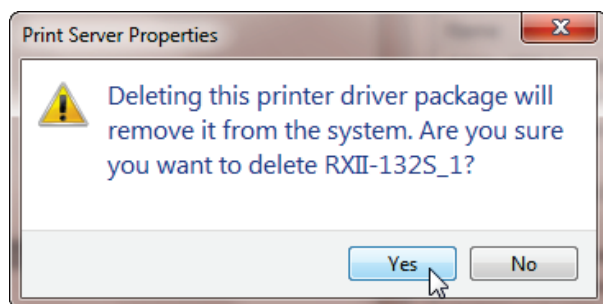 Print Server Properties
Deleting this printer driver package will
remove it from the system. Are you sure
you want to delete RXII-132S_1?
Yes
No